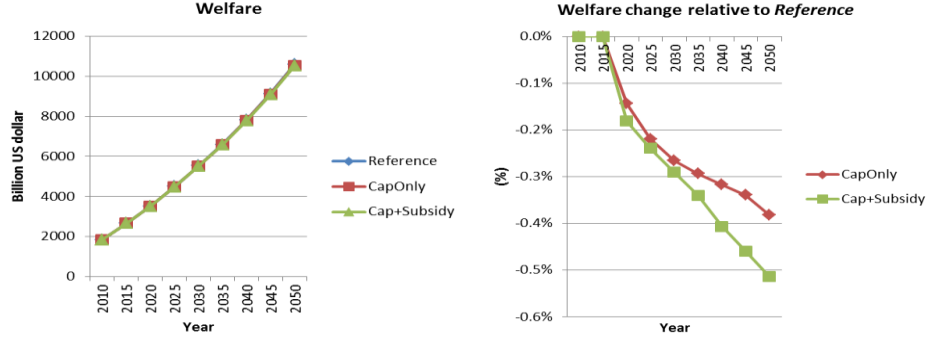 Welfare
12000
10000
8000
6000
4000
2000
0
Billion US dollar
2010 2015 2020 2025 2030 2035 2040 2045 2050
Year
Reference
CapOnly
Cap+Subsidy
Welfare change relative to Reference
0.0%
-0.1%
-0.2%
-0.3%
-0.4%
-0.5%
-0.6%
(%)
2010 2015 2020 2025 2030 2035 2040 2045 2050
Year
CapOnly
Cap+Subsidy